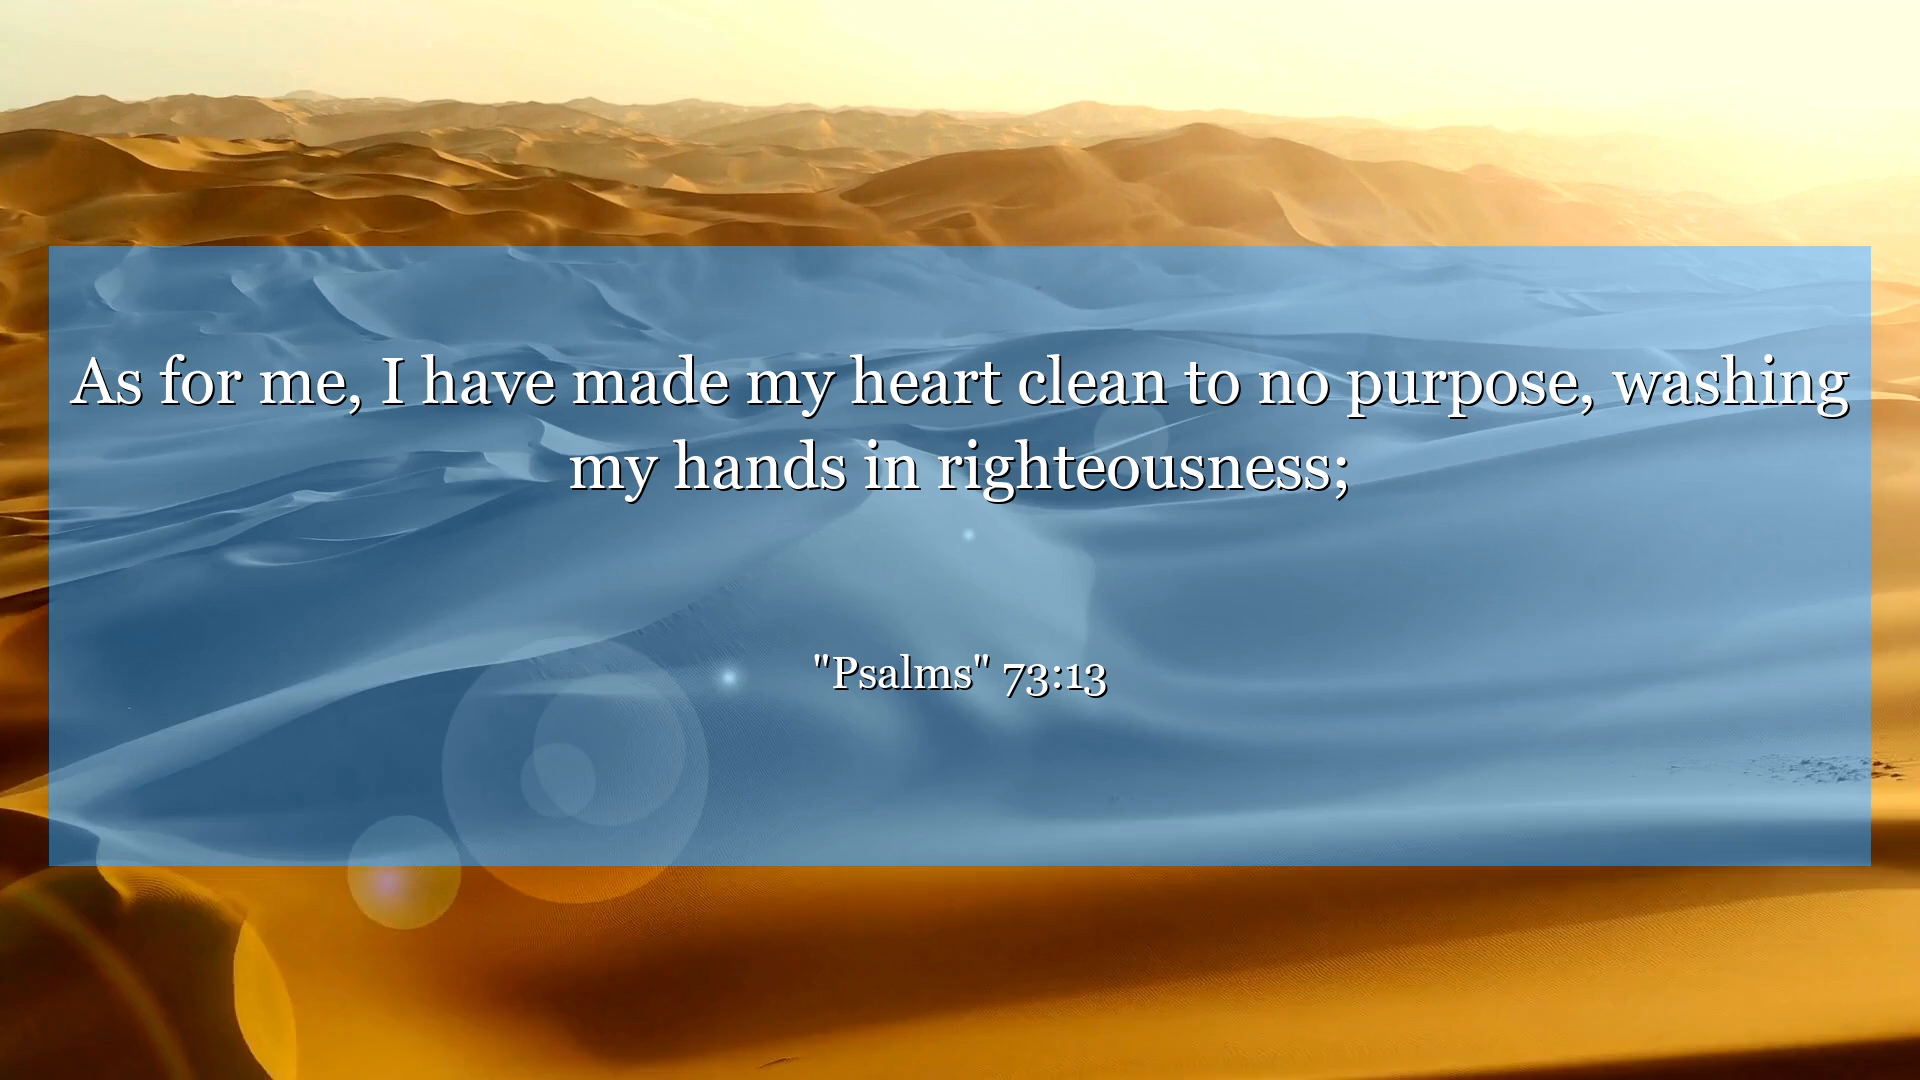 As for me, I have made my heart clean to no purpose, washing
my hands in righteousness;
"Psalms" 73:13